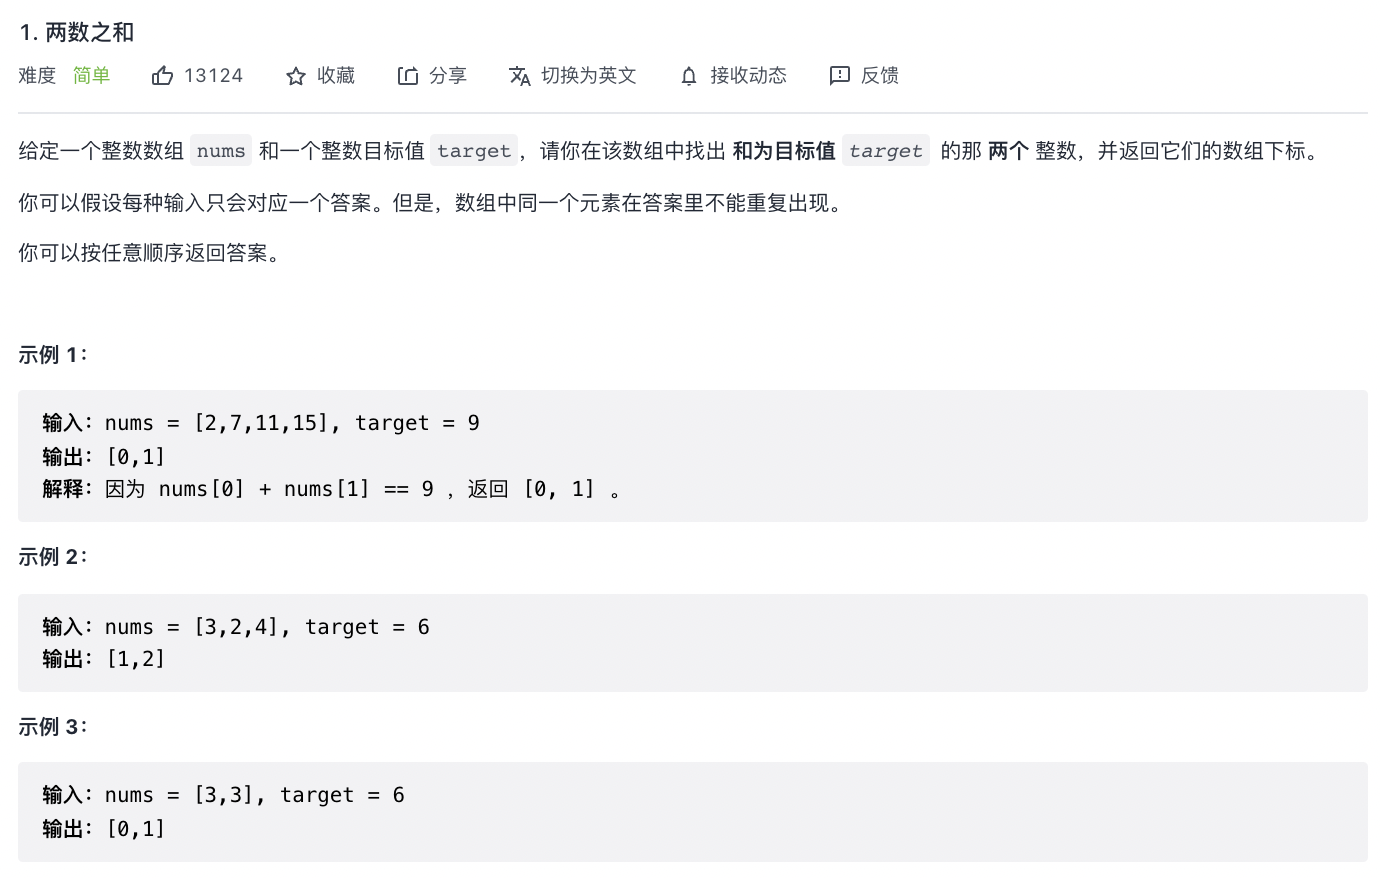 1. 两数之和
难度 简单 13124 收藏 分享 切换为英文 接收动态 反馈
给定一个整数数组 nums 和一个整数目标值 target，请你在该数组中找出 和为目标值 target 的那 两个 整数，并返回它们的数组下标。
你可以假设每种输入只会对应一个答案。但是，数组中同一个元素在答案里不能重复出现。
你可以按任意顺序返回答案。
示例 1：
输入：nums = [2,7,11,15], target = 9
输出：[0,1]
解释：因为 nums[0] + nums[1] == 9 ，返回 [0, 1] 。
示例 2：
输入：nums = [3,2,4], target = 6
输出：[1,2]
示例 3：
输入：nums = [3,3], target = 6
输出：[0,1]